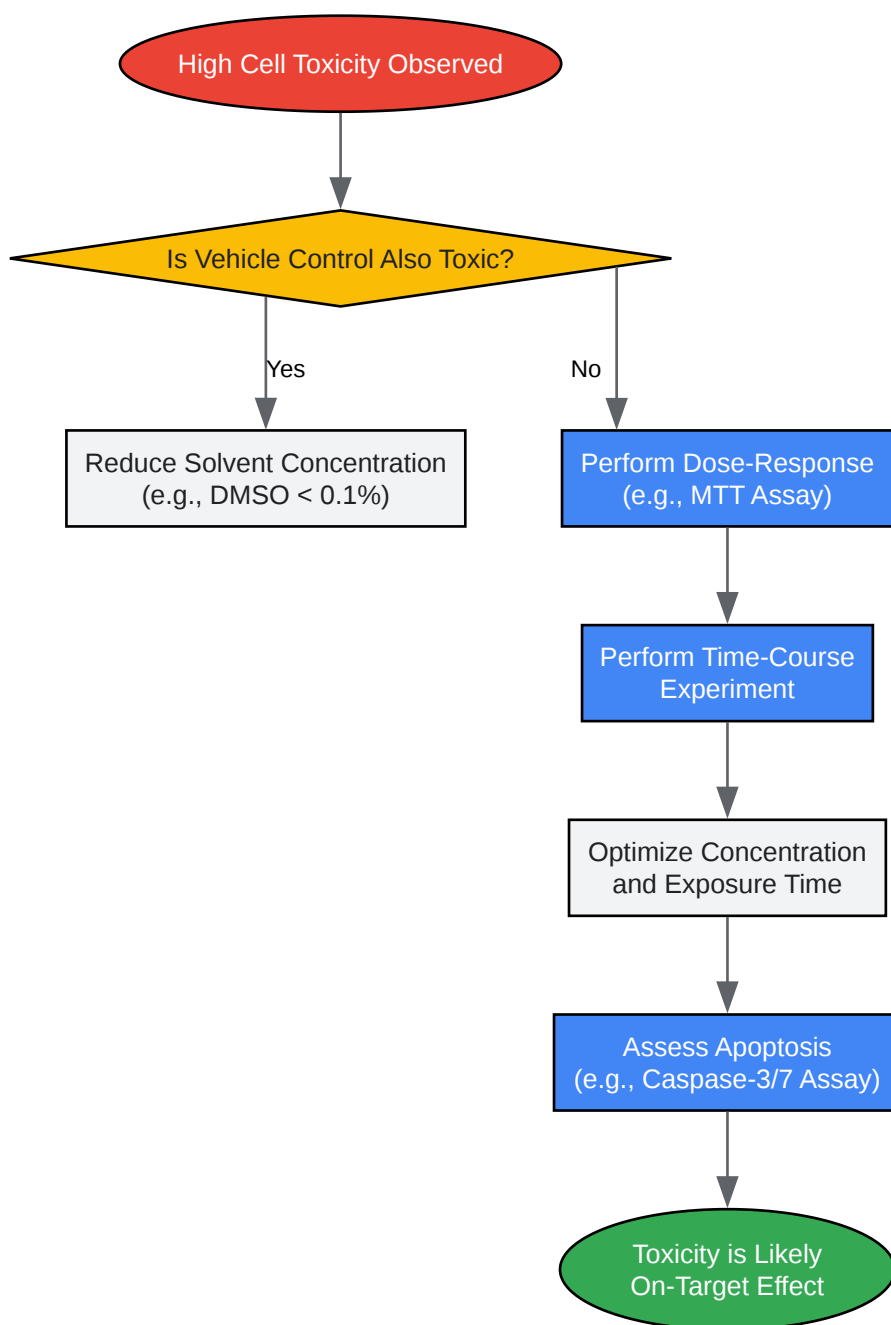 High Cell Toxicity Observed
Is Vehicle Control Also Toxic?
Yes
No
Reduce Solvent Concentration
(e.g., DMSO < 0.1%)
Perform Dose-Response
(e.g., MTT Assay)
Perform Time-Course
Experiment
Optimize Concentration
and Exposure Time
Assess Apoptosis
(e.g., Caspase-3/7 Assay)
Toxicity is Likely
On-Target Effect